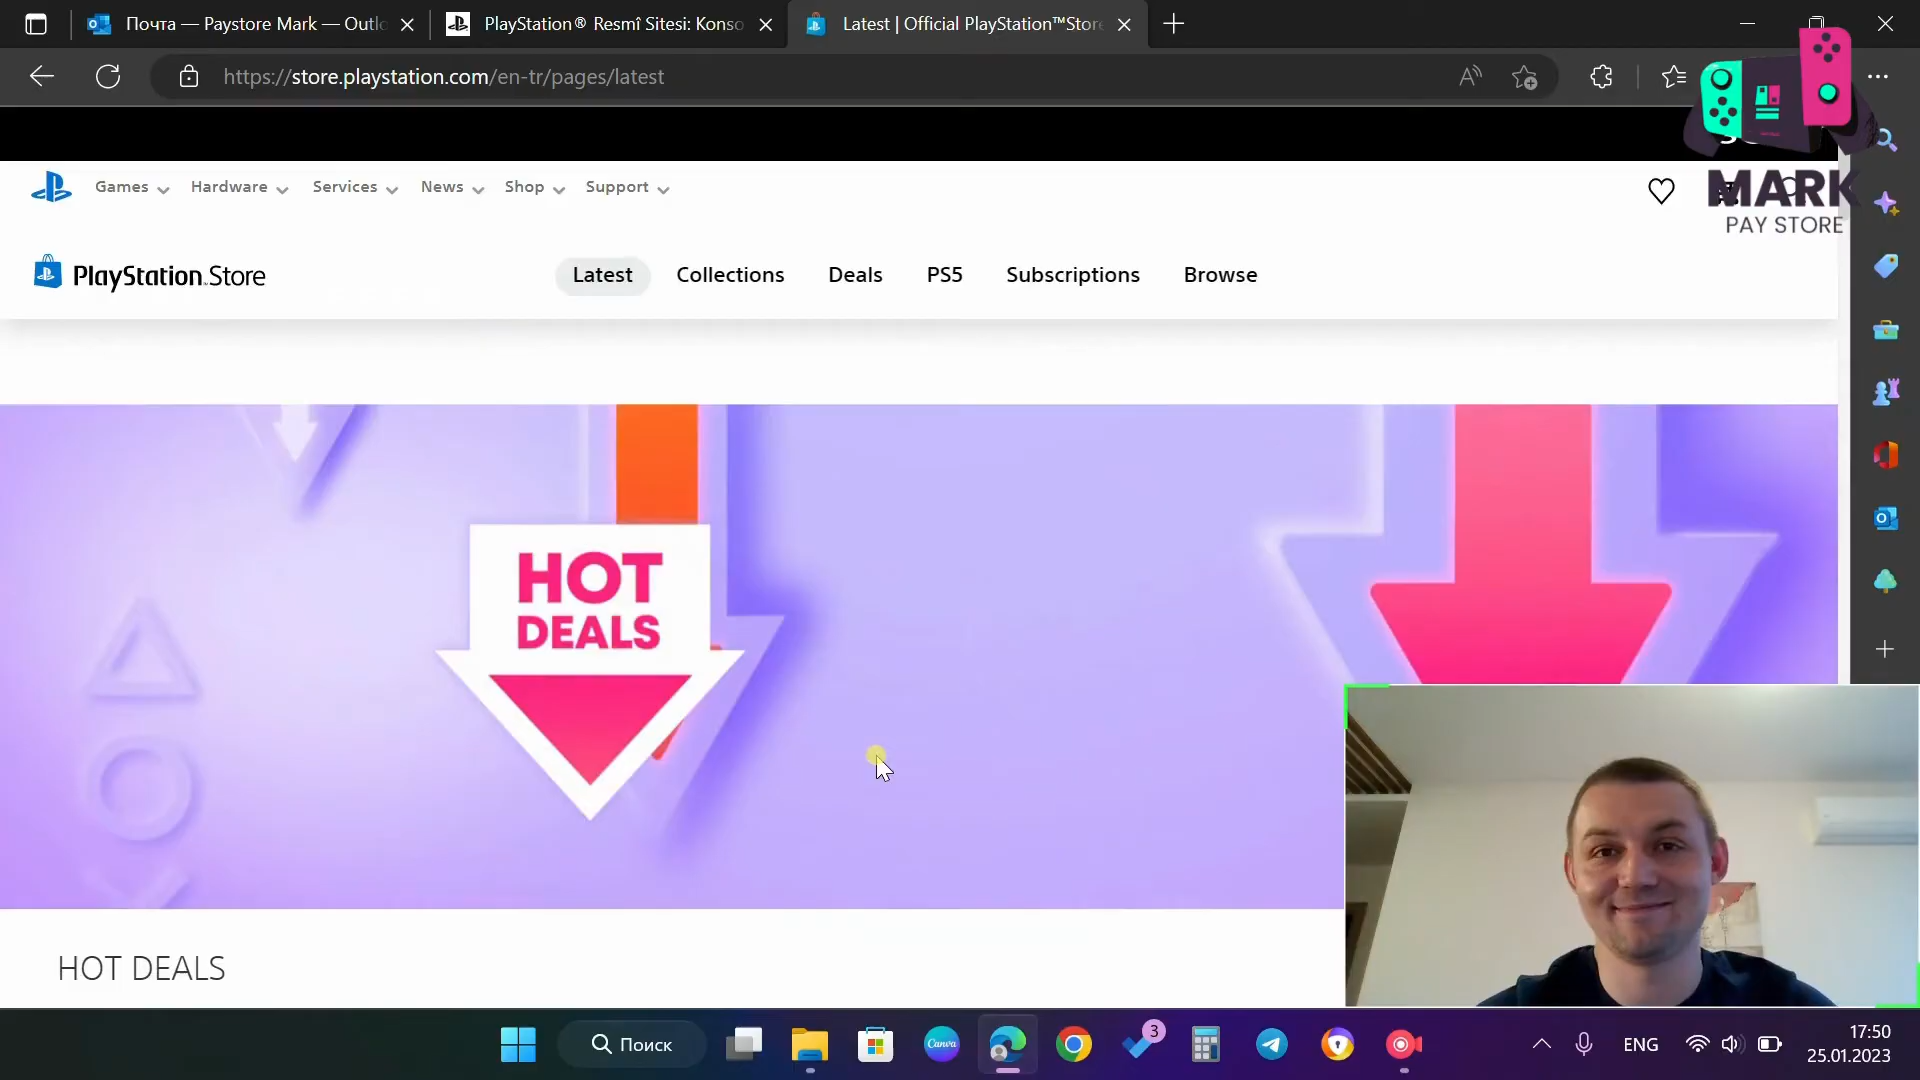 Почта — Paystore Mark — Outlo
PlayStation® Resmî Sitesi: Konso
Latest | Official PlayStation™Store
https://store.playstation.com/en-tr/pages/latest
Games
Hardware
Services
News
Shop
Support
MARK
PAY STORE
PlayStation Store
Latest
Collections
Deals
PS5
Subscriptions
Browse
HOT
DEALS
HOT DEALS
Поиск
Canva
3
ENG
17:50
25.01.2023